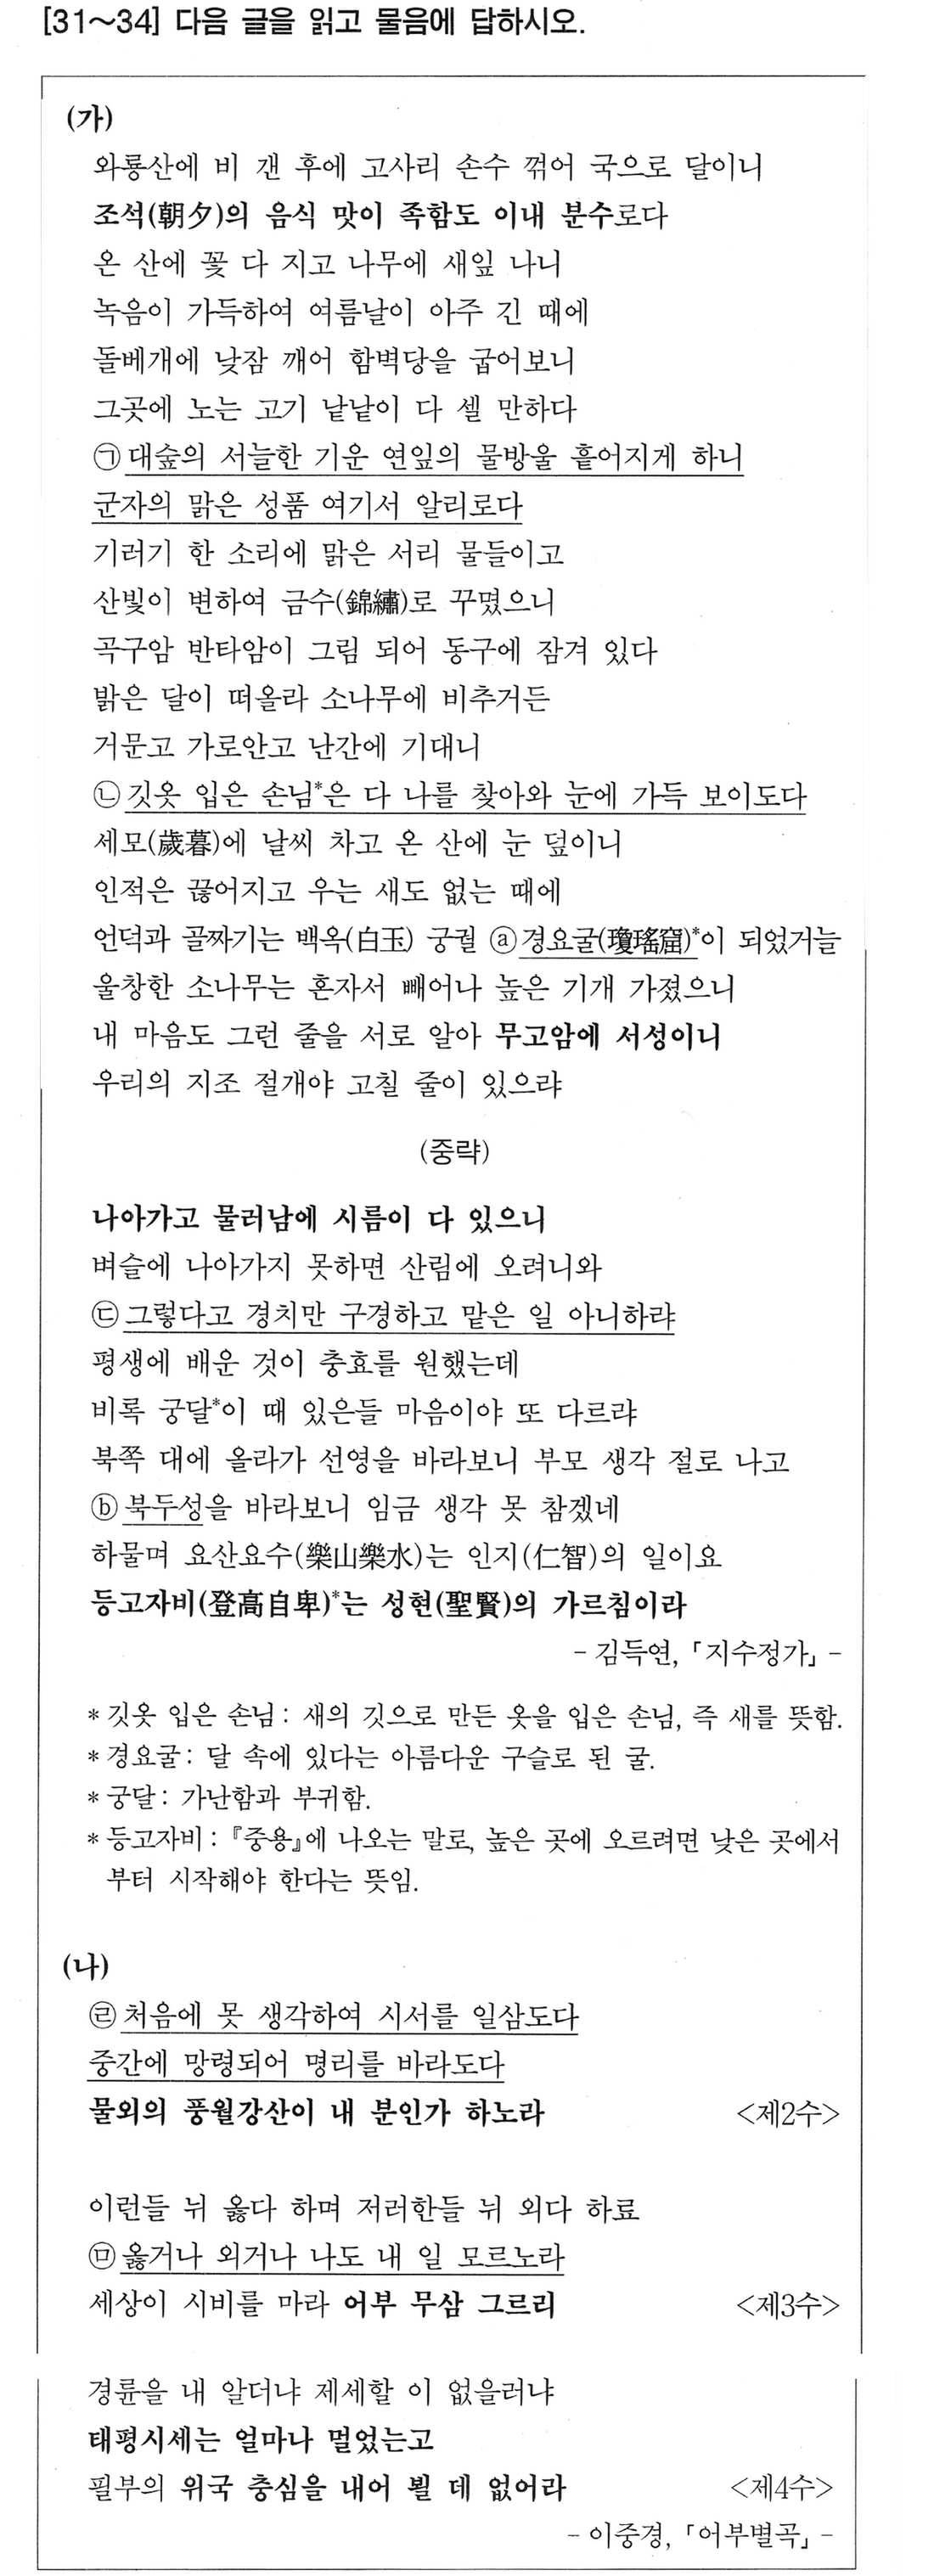 [31～34] 다음 글을 읽고 물음에 답하시오.
(가)
와룡산에 비 갠 후에 고사리 손수 꺾어 국으로 달이니
조석(朝夕)의 음식 맛이 족함도 이내 분수로다
온 산에 꽃 다 지고 나무에 새잎 나니
녹음이 가득하여 여름날이 아주 긴 때에
돌베개에 낮잠 깨어 함벽당을 굽어보니
그곳에 노는 고기 낱낱이 다 셀 만하다
㉠대숲의 서늘한 기운 연잎의 물방울 흩어지게 하니
군자의 맑은 성품 여기서 알리로다
기러기 한 소리에 맑은 서리 물들이고
산빛이 변하여 금수(錦繡)로 꾸몄으니
곡구암 반타암이 그림 되어 동구에 잠겨 있다
밝은 달이 떠올라 소나무에 비추거든
거문고 가로안고 난간에 기대니
㉡깃옷 입은 손님*은 다 나를 찾아와 눈에 가득 보이도다
세모(歲暮)에 날씨 차고 온 산에 눈 덮이니
인적은 끊어지고 우는 새도 없는 때에
언덕과 골짜기는 백옥(白玉) 궁궐 ⓐ경요굴(瓊瑤窟)*이 되었거늘
울창한 소나무는 혼자서 빼어나 높은 기개 가졌으니
내 마음도 그런 줄을 서로 알아 무고암에 서성이니
우리의 지조 절개야 고칠 줄이 있으랴
(중략)
나아가고 물러남에 시름이 다 있으니
벼슬에 나아가지 못하면 산림에 오려니와
㉢그렇다고 경치만 구경하고 맡은 일 아니하랴
평생에 배운 것이 충효를 원했는데
비록 궁달*이 때 있은들 마음이야 또 다르랴
북쪽 대에 올라가 선영을 바라보니 부모 생각 절로 나고
ⓑ북두성을 바라보니 임금 생각 못 참겠네
하물며 요산요수(樂山樂水)는 인지(仁智)의 일이요
등고자비(登高自卑)*는 성현(聖賢)의 가르침이라
- 김득연, 「지수정가」 -
* 깃옷 입은 손님 : 새의 깃으로 만든 옷을 입은 손님, 즉 새를 뜻함.
* 경요굴 : 달 속에 있다는 아름다운 구슬로 된 굴.
* 궁달 : 가난함과 부귀함.
* 등고자비 : 『중용』에 나오는 말로, 높은 곳에 오르려면 낮은 곳에서
부터 시작해야 한다는 뜻임.
(나)
㉣처음에 못 생각하여 시서를 일삼도다
중간에 망령되어 명리를 바라도다
물외의 풍월강산이 내 분인가 하노라 <제2수>
이런들 뉘 옳다 하며 저러한들 뉘 외다 하료
㉤옳거나 외거나 나도 내 일 모르노라
세상이 시비를 마라 어부 무삼 그르리 <제3수>
경륜을 내 알더냐 제세할 이 없을러냐
태평시세는 얼마나 멀었는고
필부의 위국 충심을 내어 뵐 데 없어라 <제4수>
- 이중경, 「어부별곡」 -